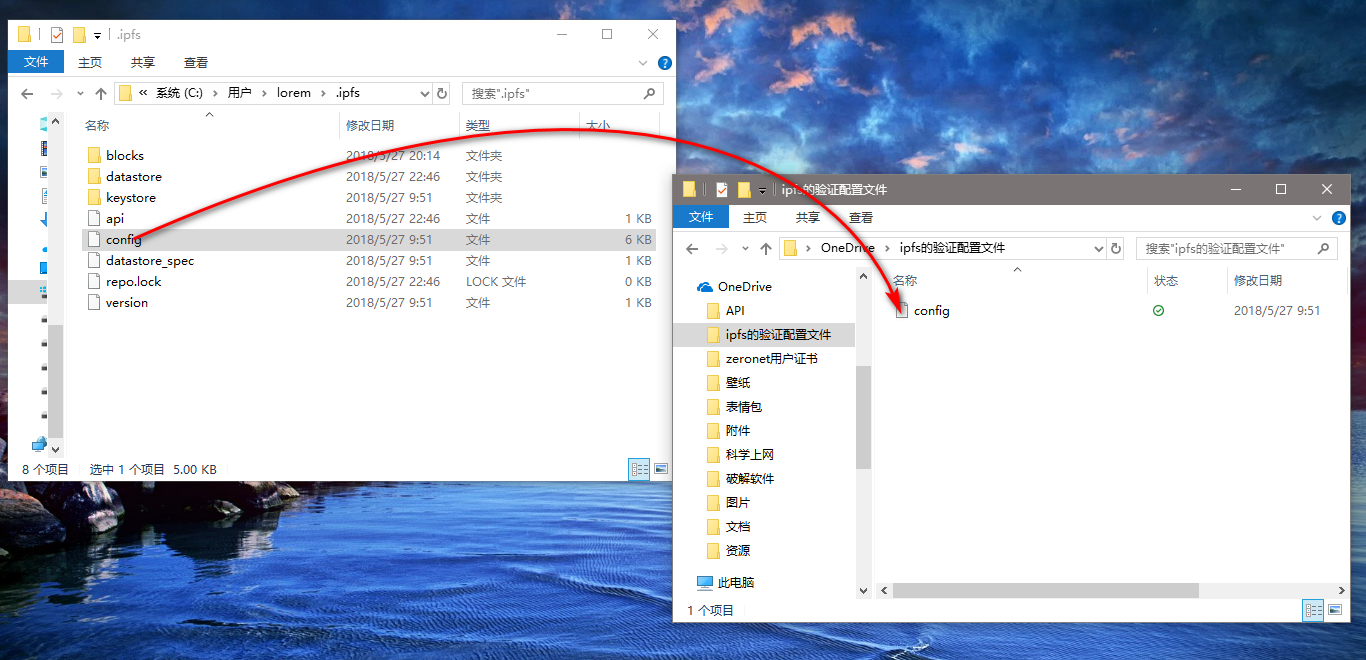 .ipfs
文件 主页 共享 查看
« 系统 (C:) › 用户 › lorem › .ipfs
搜索".ipfs"
名称 修改日期 类型 大小
blocks 2018/5/27 20:14 文件夹
datastore 2018/5/27 22:46 文件夹
keystore 2018/5/27 9:51 文件夹
api 2018/5/27 22:46 文件 1 KB
config 2018/5/27 9:51 文件 6 KB
datastore_spec 2018/5/27 9:51 文件 1 KB
repo.lock 2018/5/27 22:46 LOCK 文件 0 KB
version 2018/5/27 9:51 文件 1 KB
8 个项目 选中 1 个项目 5.00 KB
ipfs的验证配置文件
文件 主页 共享 查看
› OneDrive › ipfs的验证配置文件
搜索"ipfs的验证配置文件"
OneDrive
API
ipfs的验证配置文件
zeronet用户证书
壁纸
表情包
附件
科学上网
破解软件
图片
文档
资源
此电脑
名称 状态 修改日期
config 2018/5/27 9:51
1 个项目